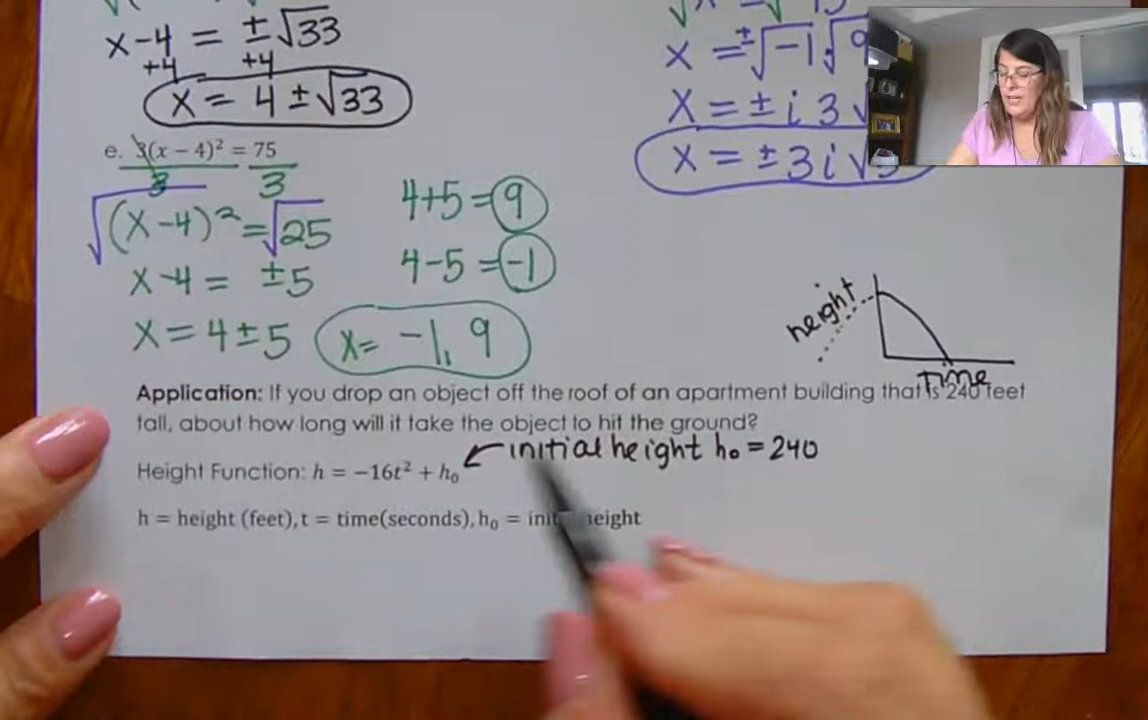 x-4 = ±√33
+4 +4
x = 4 ± √33
e. 3(x − 4)² = 75
3 3
√(x-4)² = √25
x-4 = ±5
x = 4 ± 5
4+5=9
4-5=-1
x= -1, 9
x = ±√-1 √9
x = ± i 3 √
x = ± 3 i √
height
Time
Application: If you drop an object off the roof of an apartment building that is 240 feet
tall, about how long will it take the object to hit the ground?
initial height h₀ = 240
Height Function: h = −16t² + h₀
h = height (feet), t = time(seconds), h₀ = initial height